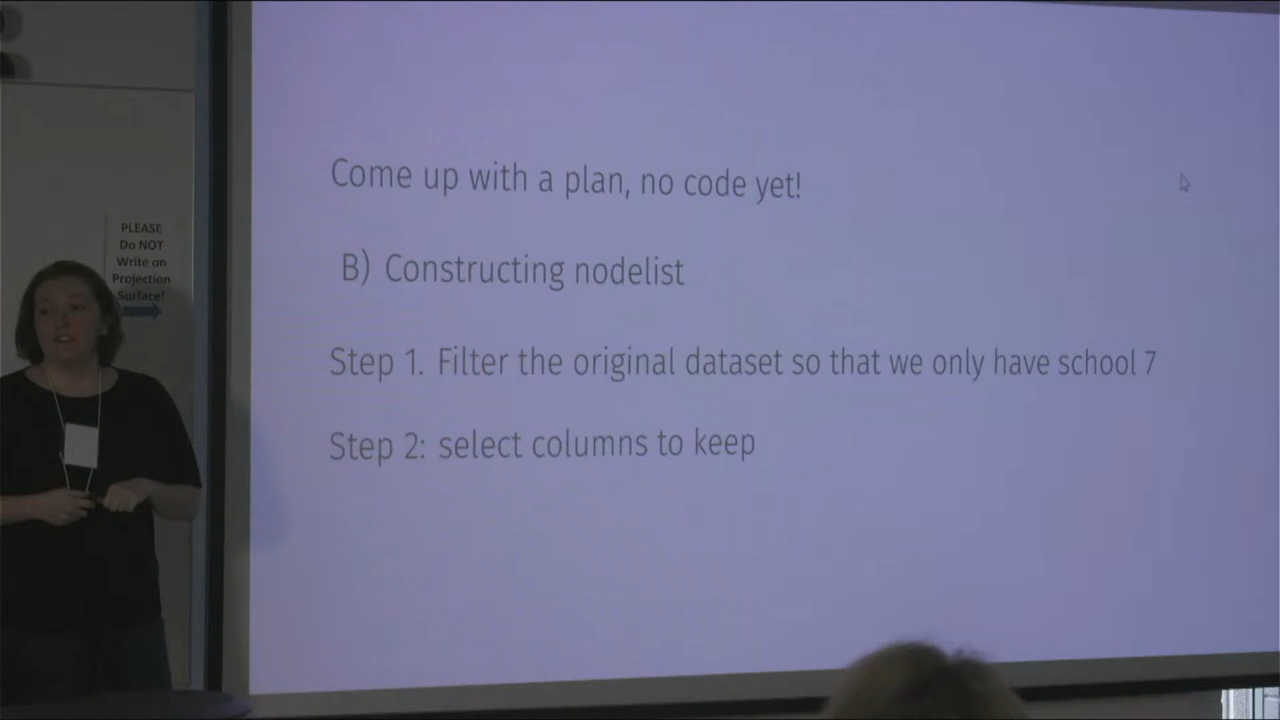 PLEASE
Do NOT
Write on
Projection
Surface!
Come up with a plan, no code yet!
B) Constructing nodelist
Step 1. Filter the original dataset so that we only have school 7
Step 2: select columns to keep